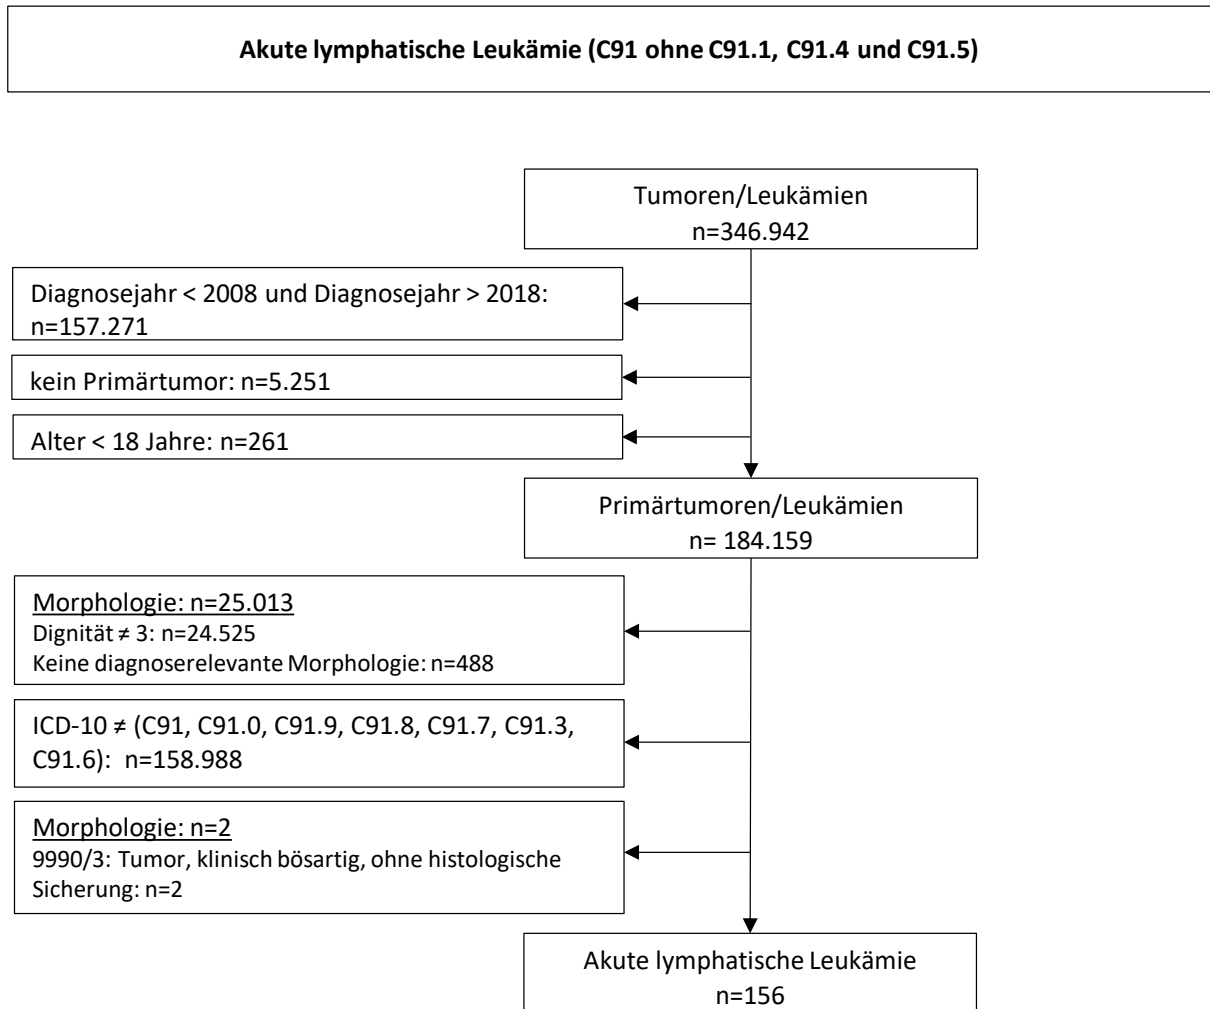 Akute lymphatische Leukämie (C91 ohne C91.1, C91.4 und C91.5)
Tumoren/Leukämien
n=346.942
Diagnosejahr < 2008 und Diagnosejahr > 2018:
n=157.271
kein Primärtumor: n=5.251
Alter < 18 Jahre: n=261
Primärtumoren/Leukämien
n= 184.159
Morphologie: n=25.013
Dignität ≠ 3: n=24.525
Keine diagnoserelevante Morphologie: n=488
ICD-10 ≠ (C91, C91.0, C91.9, C91.8, C91.7, C91.3,
C91.6): n=158.988
Morphologie: n=2
9990/3: Tumor, klinisch bösartig, ohne histologische
Sicherung: n=2
Akute lymphatische Leukämie
n=156